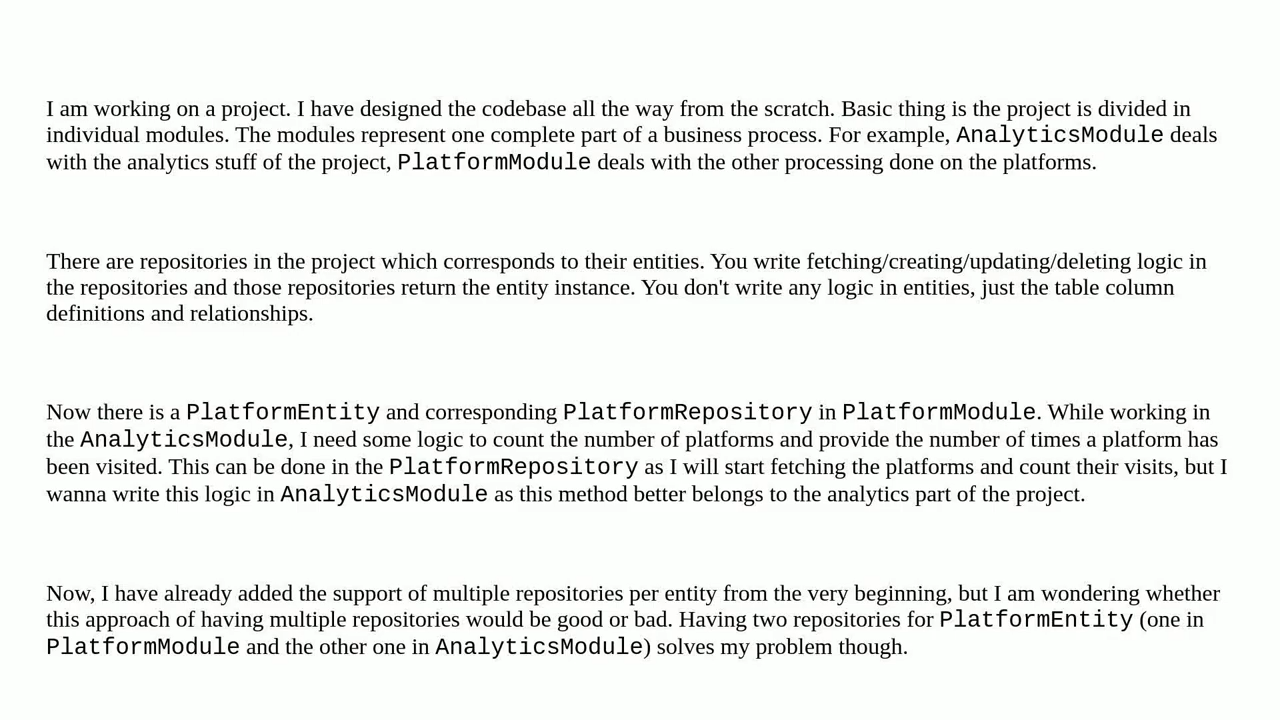 I am working on a project. I have designed the codebase all the way from the scratch. Basic thing is the project is divided in
individual modules. The modules represent one complete part of a business process. For example, AnalyticsModule deals
with the analytics stuff of the project, PlatformModule deals with the other processing done on the platforms.
There are repositories in the project which corresponds to their entities. You write fetching/creating/updating/deleting logic in
the repositories and those repositories return the entity instance. You don't write any logic in entities, just the table column
definitions and relationships.
Now there is a PlatformEntity and corresponding PlatformRepository in PlatformModule. While working in
the AnalyticsModule, I need some logic to count the number of platforms and provide the number of times a platform has
been visited. This can be done in the PlatformRepository as I will start fetching the platforms and count their visits, but I
wanna write this logic in AnalyticsModule as this method better belongs to the analytics part of the project.
Now, I have already added the support of multiple repositories per entity from the very beginning, but I am wondering whether
this approach of having multiple repositories would be good or bad. Having two repositories for PlatformEntity (one in
PlatformModule and the other one in AnalyticsModule) solves my problem though.